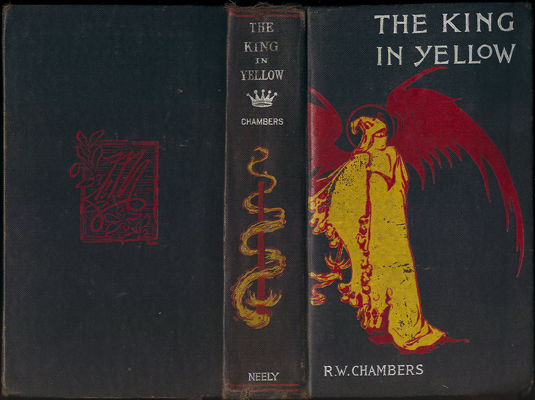 THE
KING
IN
YELLOW
CHAMBERS
NEELY
THE KING
IN YELLOW
R.W. CHAMBERS